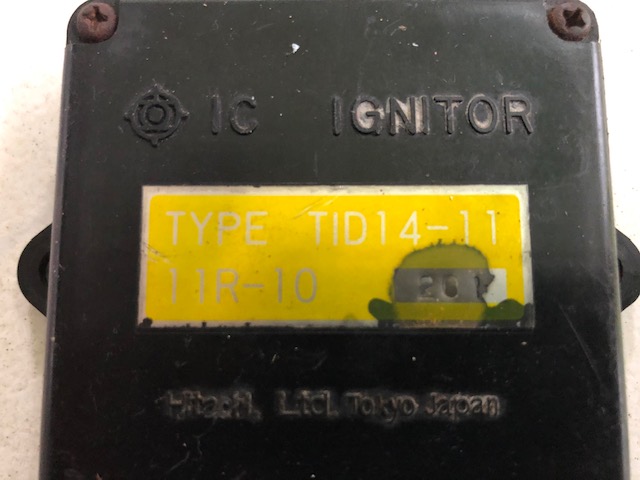 IC IGNITOR
TYPE TID14-11
11R-10
Hitachi, Ltd. Tokyo Japan